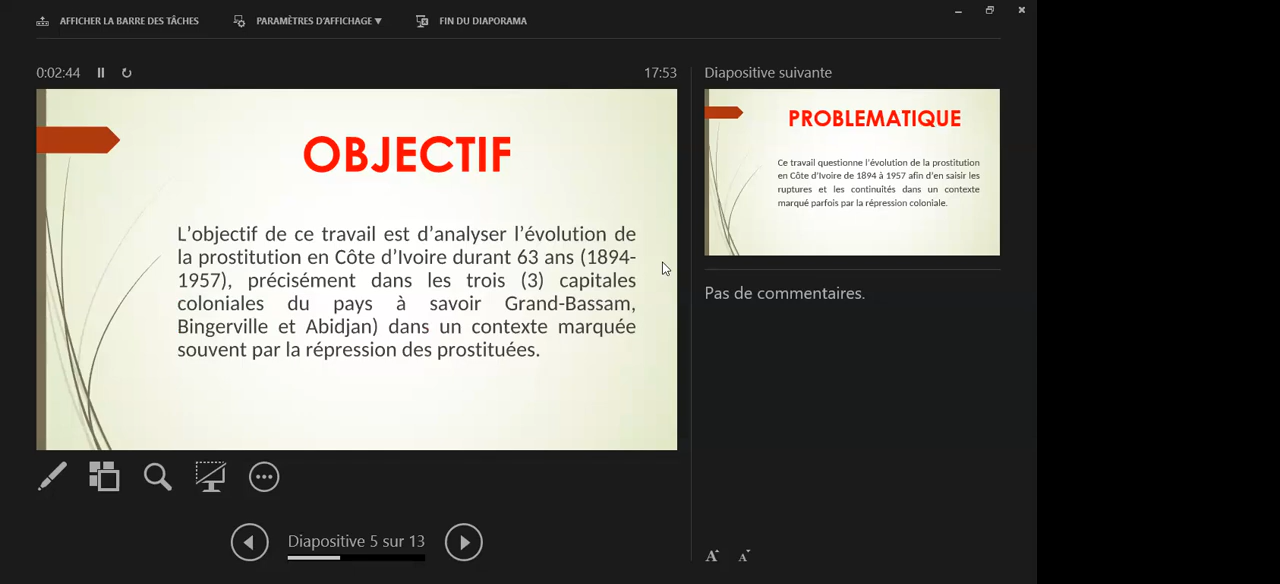 AFFICHER LA BARRE DES TÂCHES
PARAMÈTRES D'AFFICHAGE ▼
FIN DU DIAPORAMA
0:02:44
17:53
OBJECTIF
L'objectif de ce travail est d'analyser l'évolution de
la prostitution en Côte d'Ivoire durant 63 ans (1894-
1957), précisément dans les trois (3) capitales
coloniales du pays à savoir Grand-Bassam,
Bingerville et Abidjan) dans un contexte marquée
souvent par la répression des prostituées.
Diapositive 5 sur 13
Diapositive suivante
PROBLEMATIQUE
Ce travail questionne l'évolution de la prostitution
en Côte d'Ivoire de 1894 à 1957 afin d'en saisir les
ruptures et les continuités dans un contexte
marqué parfois par la répression coloniale.
Pas de commentaires.
A A